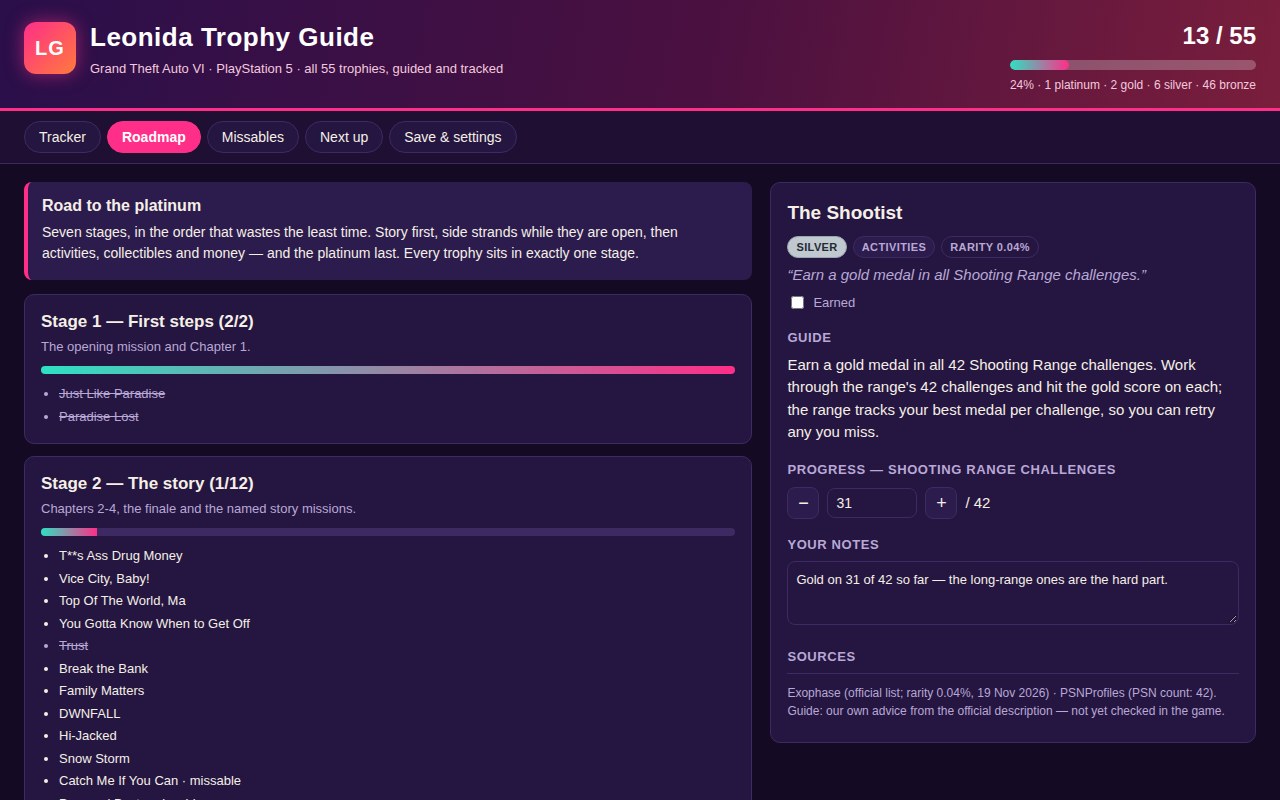 LG
Leonida Trophy Guide
Grand Theft Auto VI · PlayStation 5 · all 55 trophies, guided and tracked
13 / 55
24% · 1 platinum · 2 gold · 6 silver · 46 bronze
Tracker
Roadmap
Missables
Next up
Save & settings
Road to the platinum
Seven stages, in the order that wastes the least time. Story first, side strands while they are open, then
activities, collectibles and money — and the platinum last. Every trophy sits in exactly one stage.
Stage 1 — First steps (2/2)
The opening mission and Chapter 1.
Just Like Paradise
Paradise Lost
Stage 2 — The story (1/12)
Chapters 2-4, the finale and the named story missions.
T**s Ass Drug Money
Vice City, Baby!
Top Of The World, Ma
You Gotta Know When to Get Off
Trust
Break the Bank
Family Matters
DWNFALL
Hi-Jacked
Snow Storm
Catch Me If You Can · missable
The Shootist
SILVER
ACTIVITIES
RARITY 0.04%
“Earn a gold medal in all Shooting Range challenges.”
Earned
GUIDE
Earn a gold medal in all 42 Shooting Range challenges. Work
through the range's 42 challenges and hit the gold score on each;
the range tracks your best medal per challenge, so you can retry
any you miss.
PROGRESS — SHOOTING RANGE CHALLENGES
− 31 + / 42
YOUR NOTES
Gold on 31 of 42 so far — the long-range ones are the hard part.
SOURCES
Exophase (official list; rarity 0.04%, 19 Nov 2026) · PSNProfiles (PSN count: 42).
Guide: our own advice from the official description — not yet checked in the game.